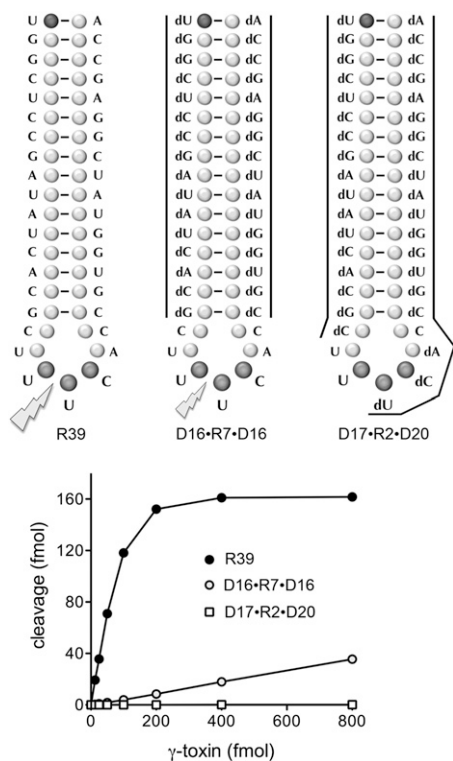 U A dU dA dU dA
G C dG dC dG dC
G C dG dC dG dC
C G dC dG dC dG
U A dU dA dU dA
C G dC dG dC dG
C G dC dG dC dG
G C dG dC dG dC
A U dA dU dA dU
U A dU dA dU dA
A U dA dU dA dU
U G dU dG dU dG
C G dC dG dC dG
A U dA dU dA dU
C G dC dG dC dG
G C dG dC dG dC
C C C C dC C
U A U A U dA
U C U C U dC
U U dU
R39 D16•R7•D16 D17•R2•D20
160
120
80
40
0
cleavage (fmol)
R39
D16•R7•D16
D17•R2•D20
0 200 400 600 800
γ-toxin (fmol)